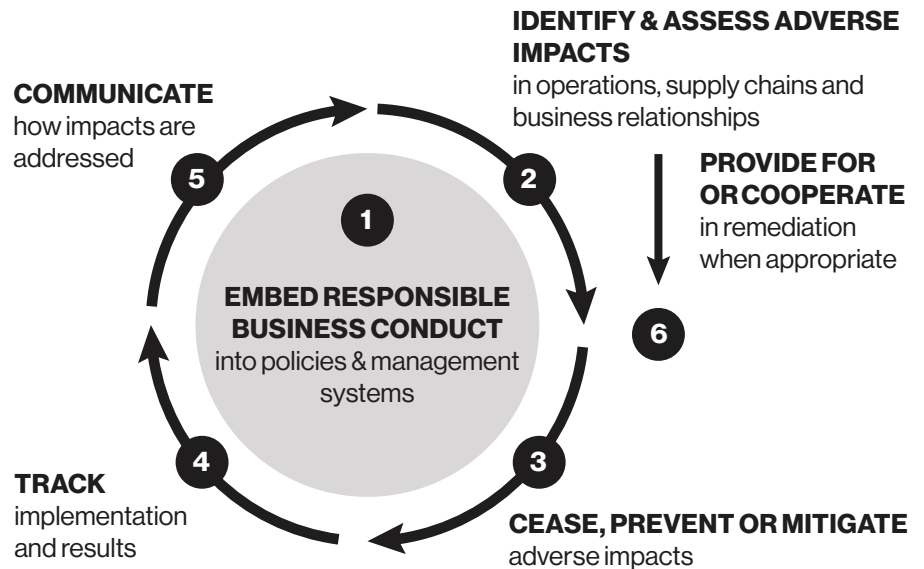 IDENTIFY & ASSESS ADVERSE
IMPACTS
in operations, supply chains and
business relationships
COMMUNICATE
how impacts are
addressed
PROVIDE FOR
OR COOPERATE
in remediation
when appropriate
5
2
1
EMBED RESPONSIBLE
BUSINESS CONDUCT
into policies & management
systems
6
4
3
TRACK
implementation
and results
CEASE, PREVENT OR MITIGATE
adverse impacts